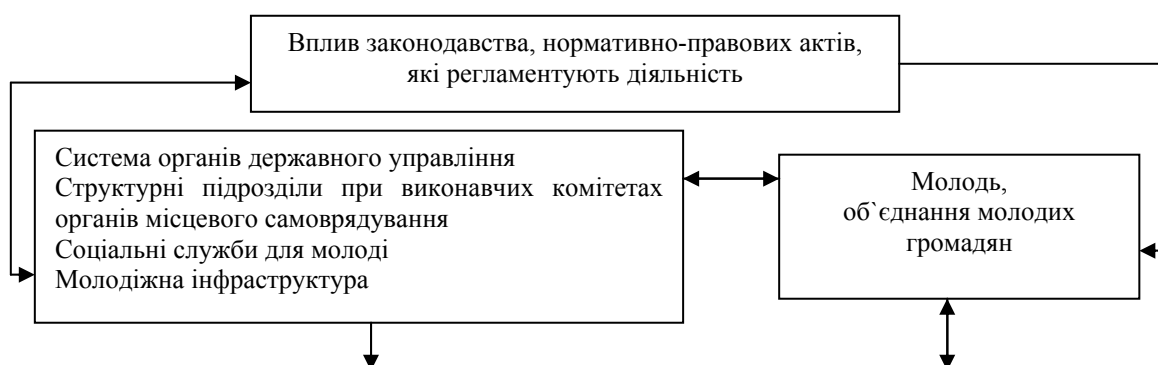 Вплив законодавства, нормативно-правових актів,
які регламентують діяльність
Система органів державного управління
Структурні підрозділи при виконавчих комітетах
органів місцевого самоврядування
Соціальні служби для молоді
Молодіжна інфраструктура
Молодь,
об`єднання молодих
громадян